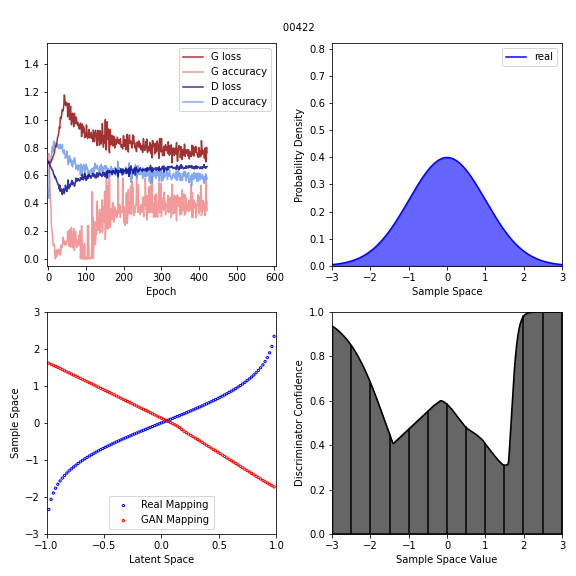 00422
1.4
1.2
1.0
0.8
0.6
0.4
0.2
0.0
G loss
G accuracy
D loss
D accuracy
0 100 200 300 400 500 600
Epoch
Probability Density
0.8
0.7
0.6
0.5
0.4
0.3
0.2
0.1
0.0
real
−3 −2 −1 0 1 2 3
Sample Space
Sample Space
3
2
1
0
−1
−2
−3
Real Mapping
GAN Mapping
−1.0 −0.5 0.0 0.5 1.0
Latent Space
Discriminator Confidence
1.0
0.8
0.6
0.4
0.2
0.0
−3 −2 −1 0 1 2 3
Sample Space Value